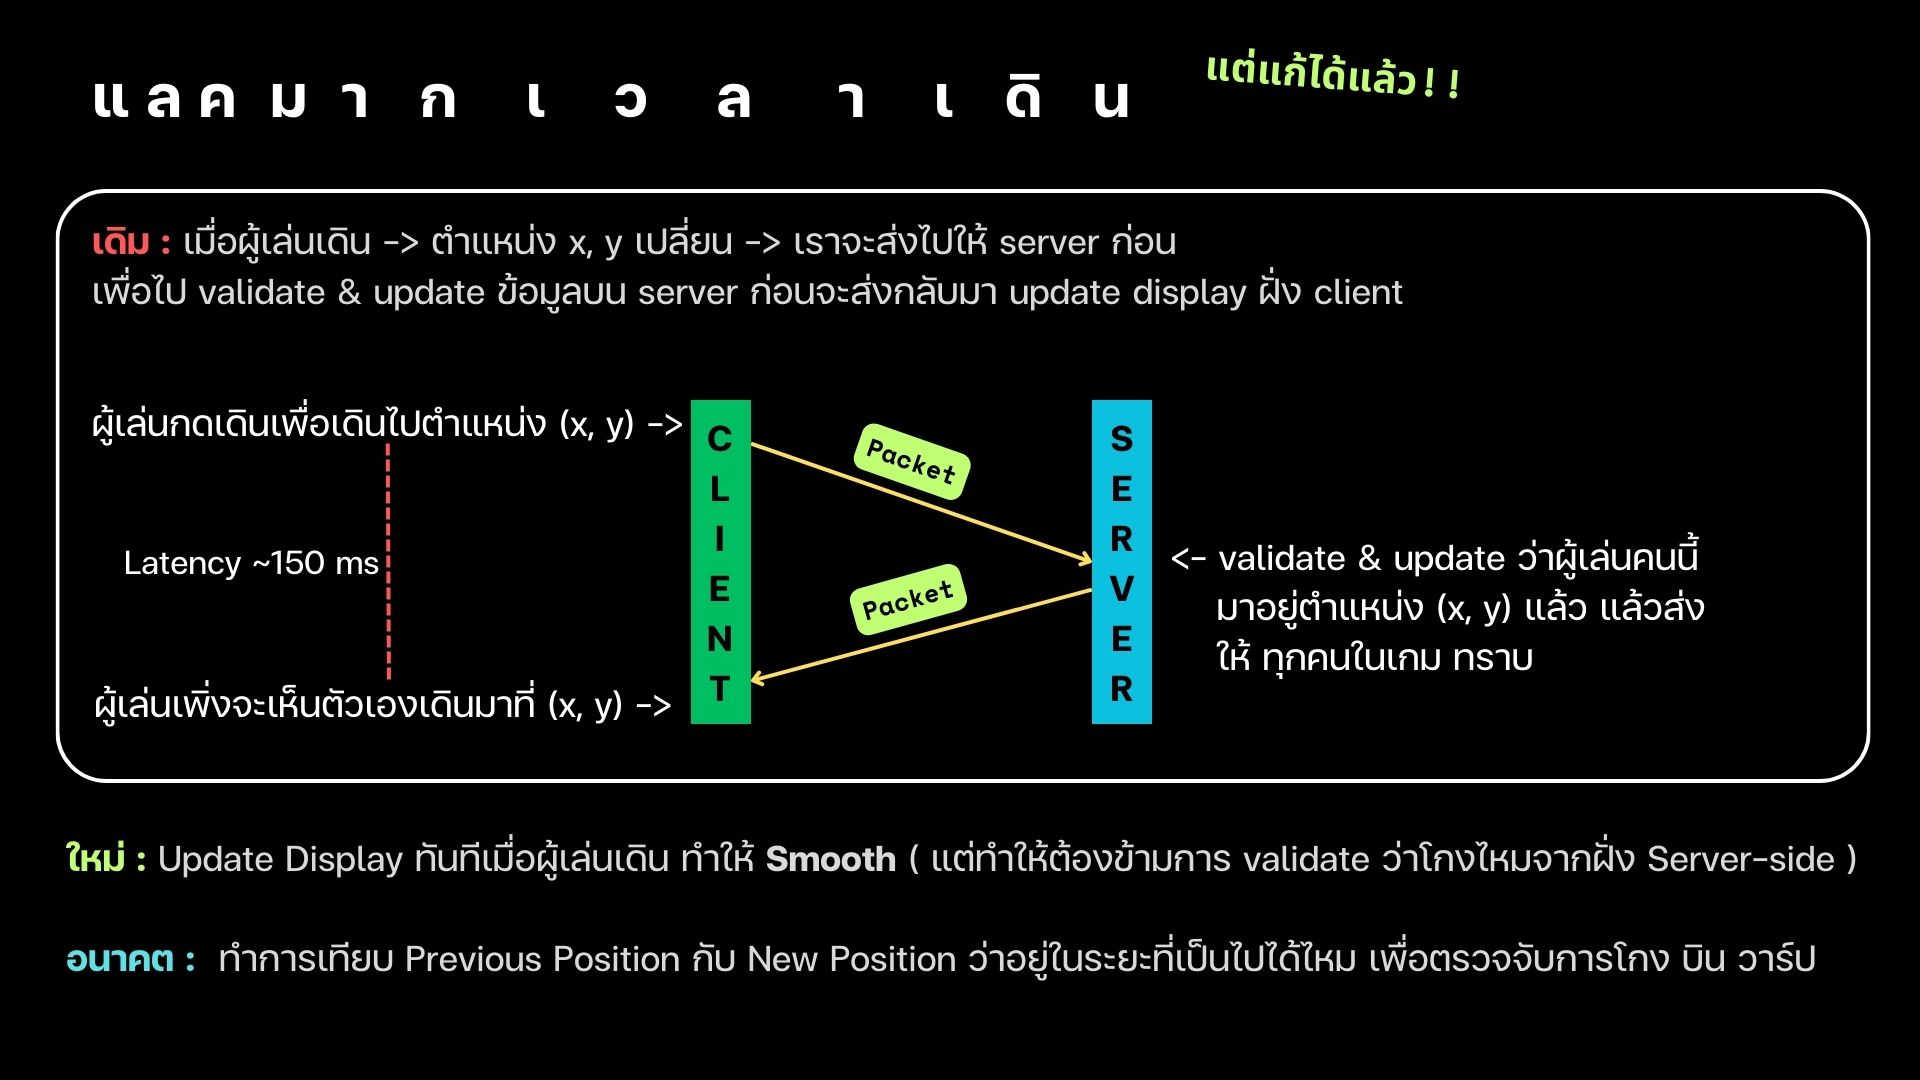 แลคมาก เวลาเดิน
แต่แก้ได้แล้ว!!
เดิม : เมื่อผู้เล่นเดิน -> ตำแหน่ง x, y เปลี่ยน -> เราจะส่งไปให้ server ก่อน
เพื่อไป validate & update ข้อมูลบน server ก่อนจะส่งกลับมา update display ฝั่ง client
ผู้เล่นกดเดินเพื่อเดินไปตำแหน่ง (x, y) ->
CLIENT
Packet
SERVER
Latency ~150 ms
<- validate & update ว่าผู้เล่นคนนี้
มาอยู่ตำแหน่ง (x, y) แล้ว แล้วส่ง
ให้ ทุกคนในเกม ทราบ
Packet
ผู้เล่นเพิ่งจะเห็นตัวเองเดินมาที่ (x, y) ->
ใหม่ : Update Display ทันทีเมื่อผู้เล่นเดิน ทำให้ Smooth ( แต่ทำให้ต้องข้ามการ validate ว่าโกงไหมจากฝั่ง Server-side )
อนาคต : ทำการเทียบ Previous Position กับ New Position ว่าอยู่ในระยะที่เป็นไปได้ไหม เพื่อตรวจจับการโกง บิน วาร์ป